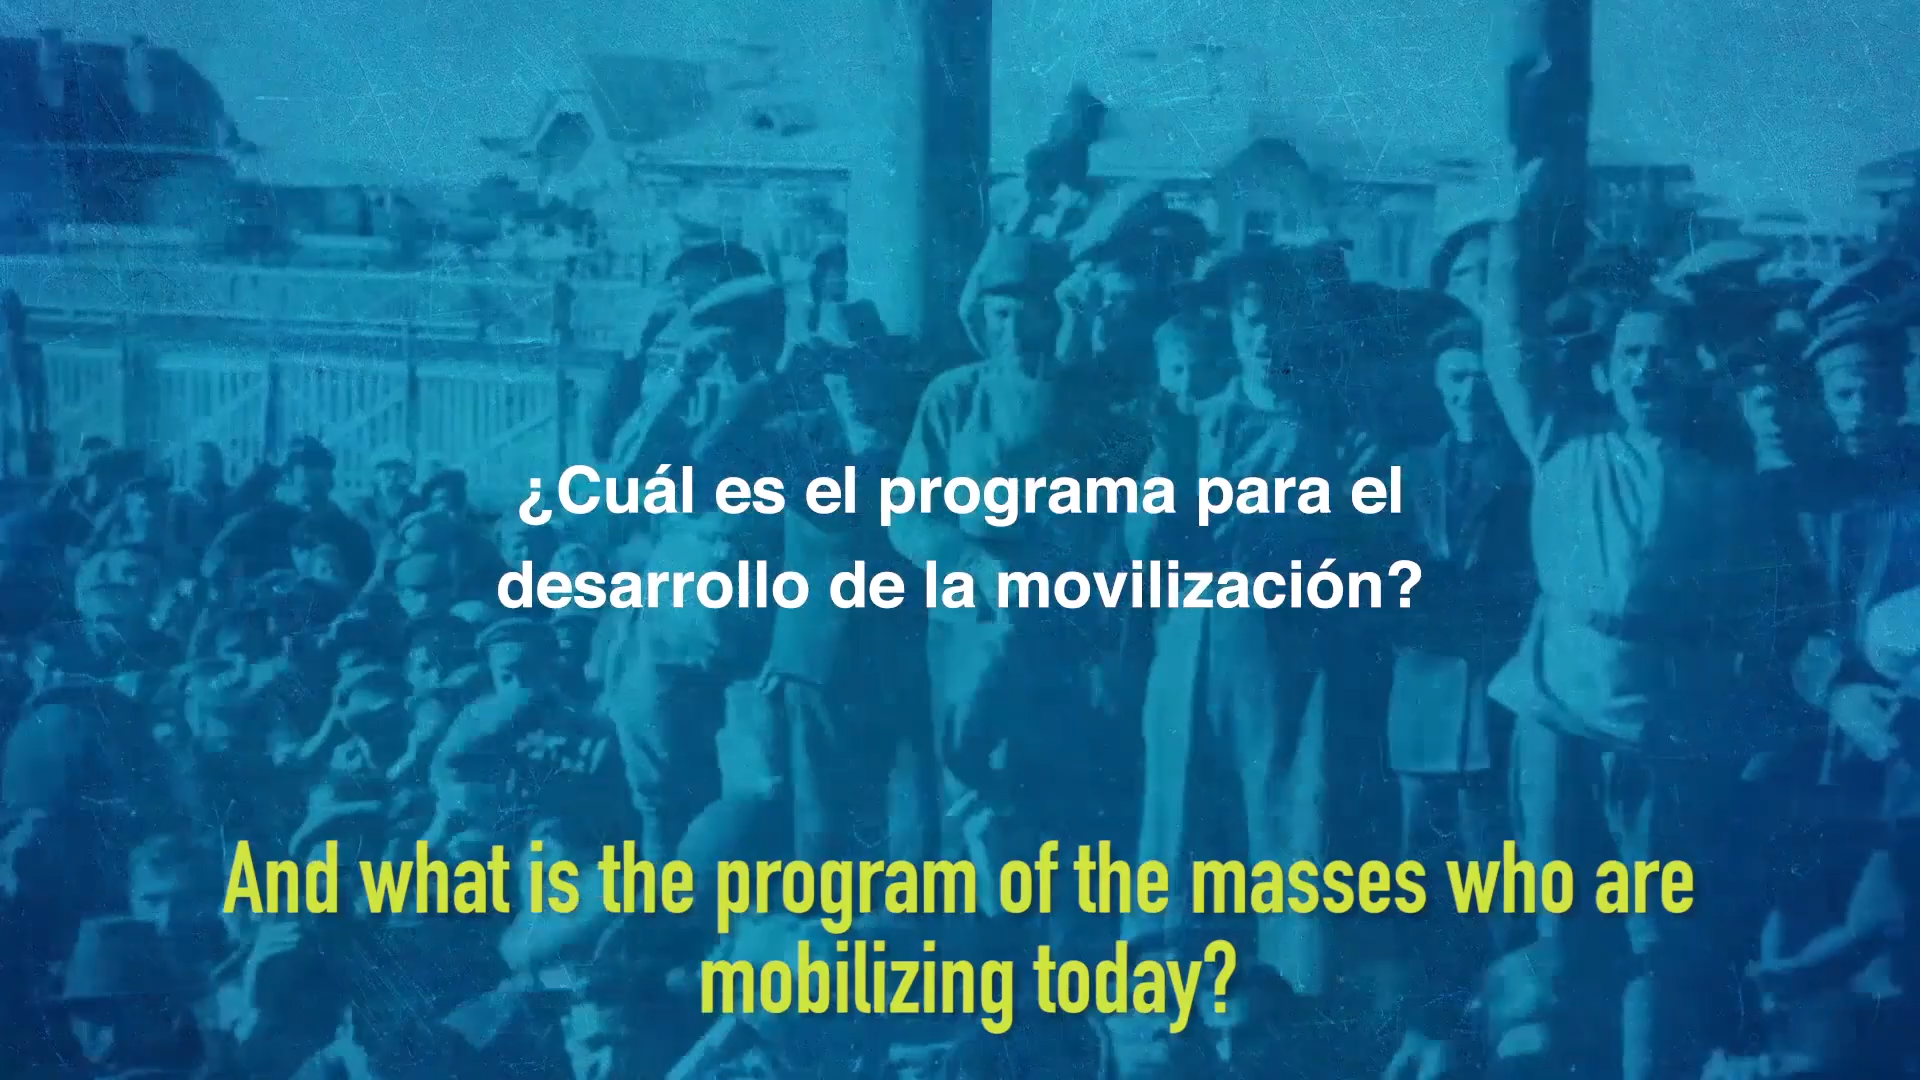 ¿Cuál es el programa para el
desarrollo de la movilización?
And what is the program of the masses who are
mobilizing today?